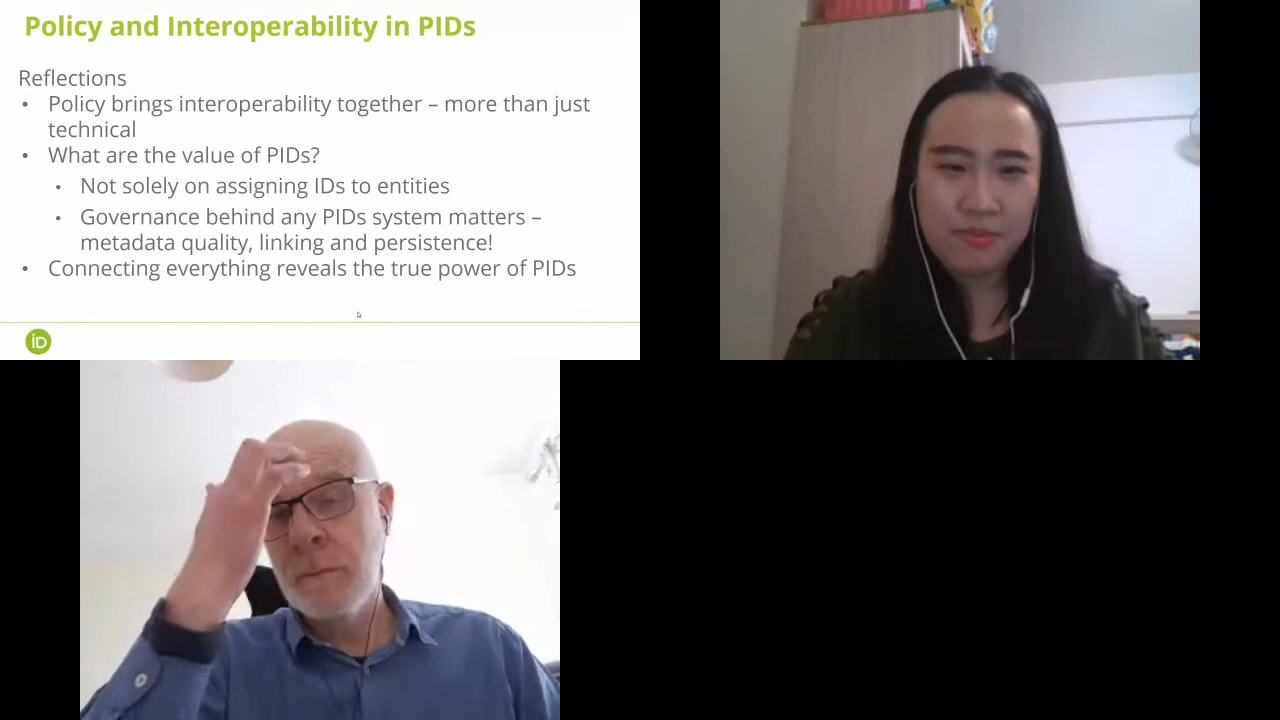 Policy and Interoperability in PIDs
Reflections
• Policy brings interoperability together – more than just
technical
• What are the value of PIDs?
• Not solely on assigning IDs to entities
• Governance behind any PIDs system matters –
metadata quality, linking and persistence!
• Connecting everything reveals the true power of PIDs
iD